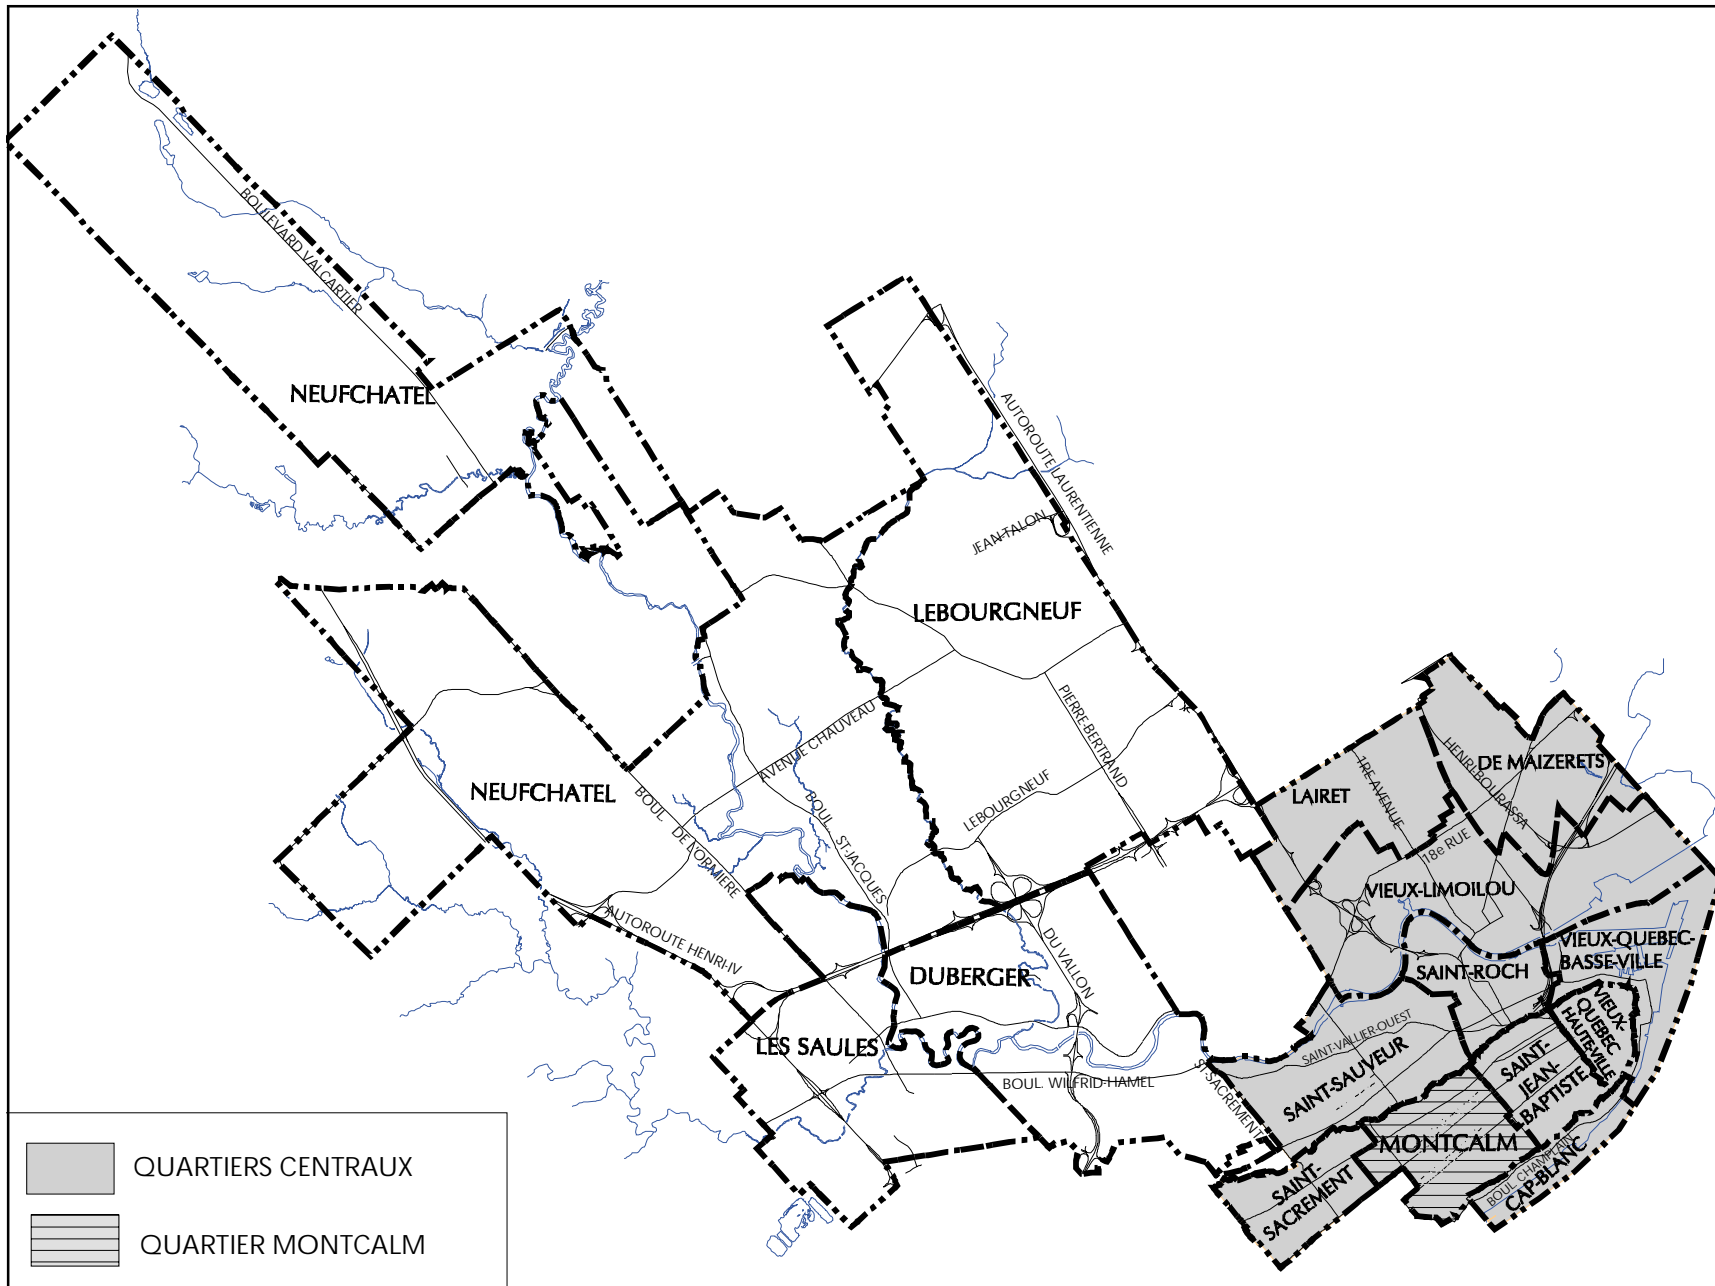 BOULEVARD VALCARTIER
NEUFCHATEL
AUTOROUTE LAURENTIENNE
JEAN-TALON
LEBOURGNEUF
PIERRE-BERTRAND
AVENUE CHAUVEAU
NEUFCHATEL
BOUL. DE L'ORMIÈRE
BOUL. ST-JACQUES
LEBOURGNEUF
AUTOROUTE HENRI-IV
DU VALLON
DUBERGER
LES SAULES
BOUL. WILFRID-HAMEL
ST-SACREMENT
DE MAIZERETS
HENRI-BOURASSA
LAIRET
1RE AVENUE
18e RUE
VIEUX-LIMOILOU
VIEUX-QUEBEC-
BASSE-VILLE
SAINT-ROCH
VIEUX-
QUEBEC
HAUTE-VILLE
SAINT-VALLIER-OUEST
SAINT-SAUVEUR
SAINT-
JEAN-
BAPTISTE
MONTCALM
BOUL CHAMPLAIN
CAP-BLANC
SAINT-
SACREMENT
QUARTIERS CENTRAUX
QUARTIER MONTCALM